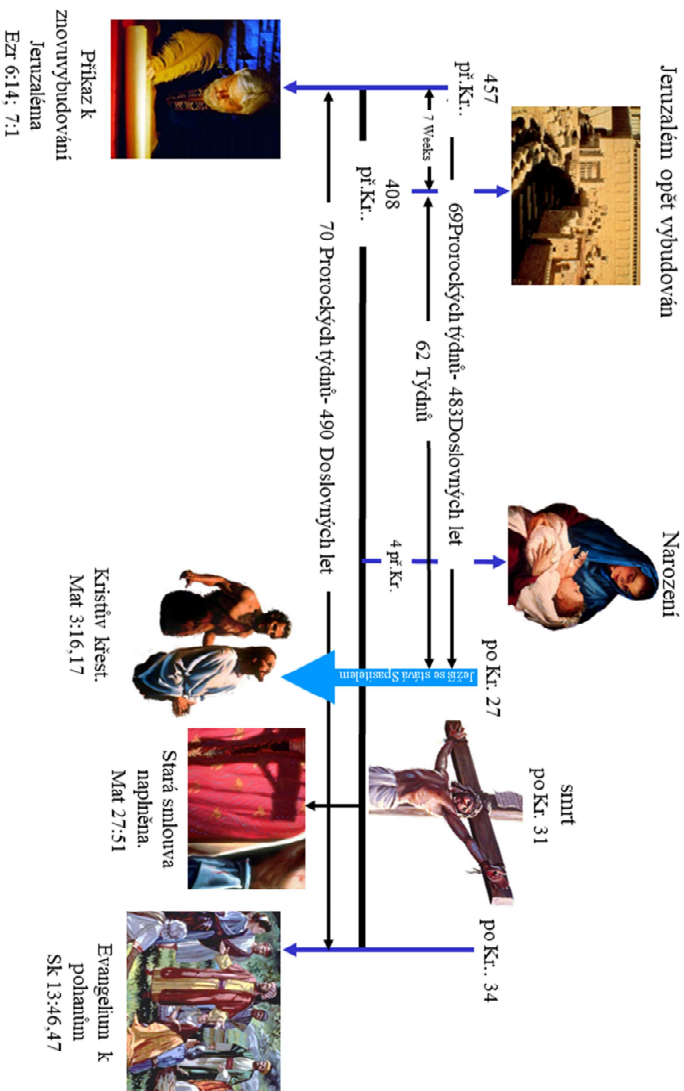 Jeruzalém opět vybudován
Narození
457
př.Kr..
po Kr. 27
smrt
po Kr. 31
po Kr.. 34
69Prorockých týdnů- 483Doslovných let
7 Weeks
62 Týdnů
408
př.Kr..
4 př.Kr.
Ježíš se stává Spasitelem
70 Prorockých týdnů- 490 Doslovných let
Příkaz k
znovuvybudování
Jeruzaléma
Ezr 6:14; 7:1
Kristův křest.
Mat 3:16,17
Stará smlouva
naplněna.
Mat 27:51
Evangelium k
pohanům
Sk 13:46,47